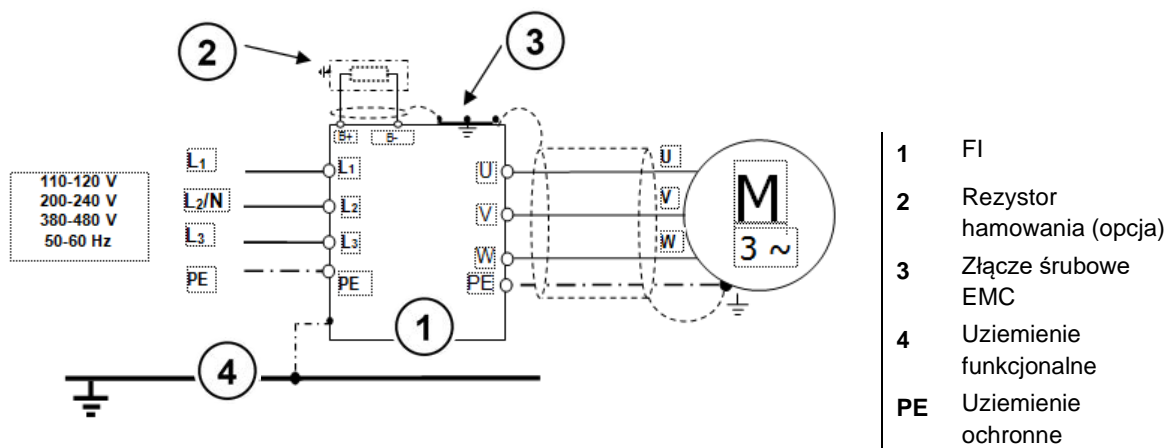 2
3
B+ B-
L1 L1 U U
110-120 V
200-240 V
380-480 V
50-60 Hz
L2/N L2 V V
M
3 ~
L3 L3 W W
PE PE PE
1
4
1 FI
2 Rezystor
hamowania (opcja)
3 Złącze śrubowe
EMC
4 Uziemienie
funkcjonalne
PE Uziemienie
ochronne